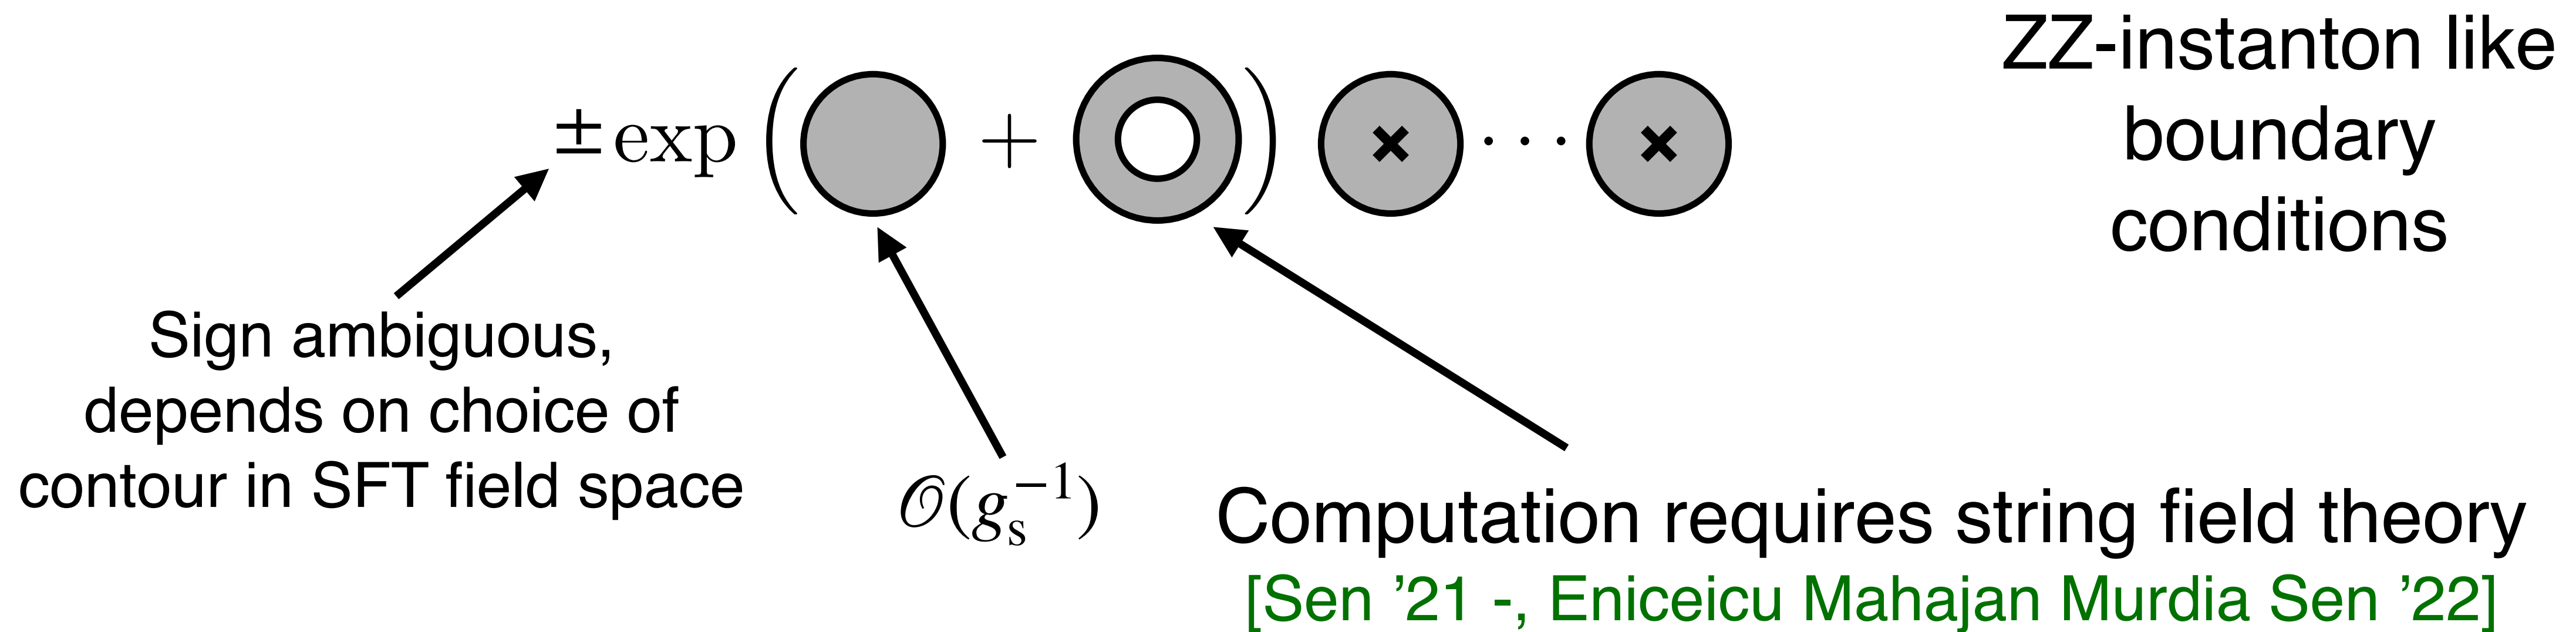 ZZ-instanton like
boundary
conditions
± exp ( + ) × · · · ×
Sign ambiguous,
depends on choice of
contour in SFT field space
𝒪(g_s^{-1})
Computation requires string field theory
[Sen ’21 -, Eniceicu Mahajan Murdia Sen ’22]